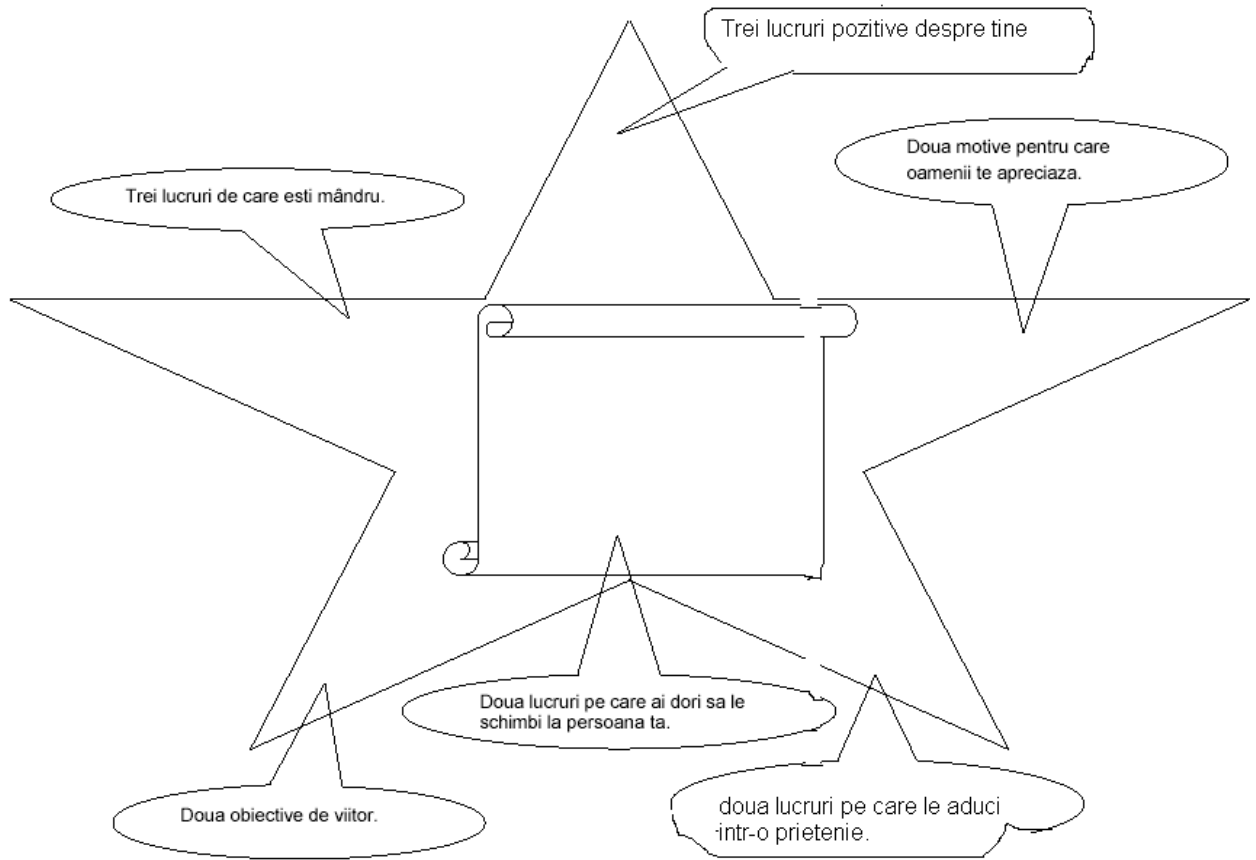 Trei lucruri pozitive despre tine
Doua motive pentru care
oamenii te apreciaza.
Trei lucruri de care esti mândru.
Doua lucruri pe care ai dori sa le
schimbi la persoana ta.
Doua obiective de viitor.
doua lucruri pe care le aduci
intr-o prietenie.